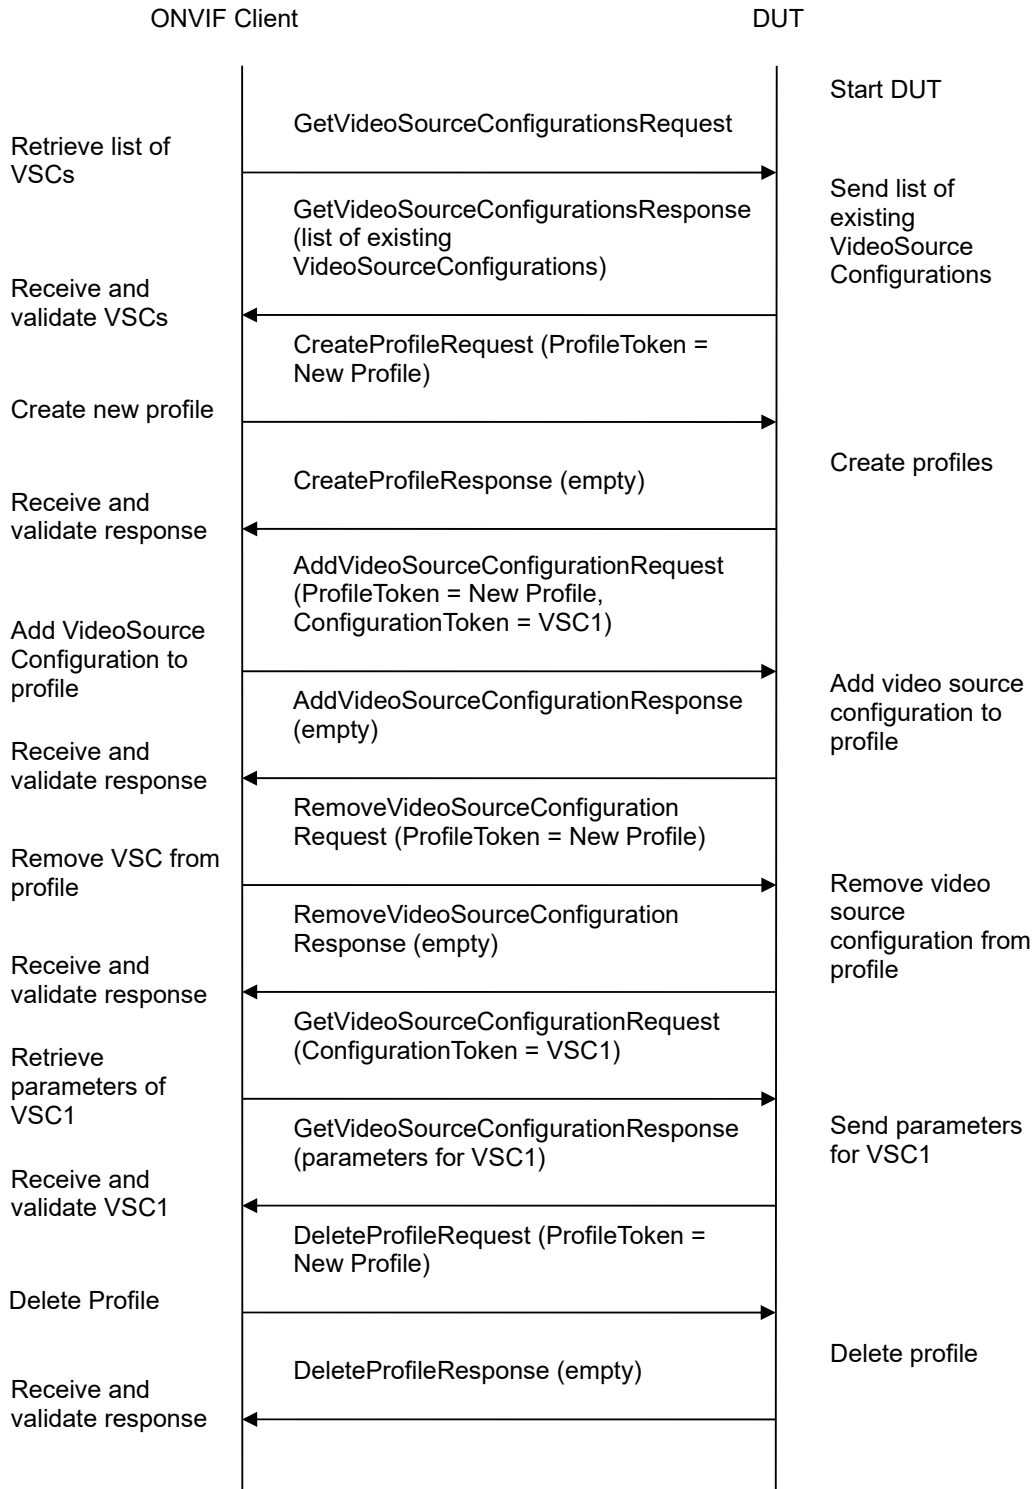 ONVIF Client
DUT
Start DUT
GetVideoSourceConfigurationsRequest
Retrieve list of
VSCs
Send list of
existing
VideoSource
Configurations
GetVideoSourceConfigurationsResponse
(list of existing
VideoSourceConfigurations)
Receive and
validate VSCs
CreateProfileRequest (ProfileToken =
New Profile)
Create new profile
Create profiles
CreateProfileResponse (empty)
Receive and
validate response
AddVideoSourceConfigurationRequest
(ProfileToken = New Profile,
ConfigurationToken = VSC1)
Add VideoSource
Configuration to
profile
Add video source
configuration to
profile
AddVideoSourceConfigurationResponse
(empty)
Receive and
validate response
RemoveVideoSourceConfiguration
Request (ProfileToken = New Profile)
Remove VSC from
profile
Remove video
source
configuration from
profile
RemoveVideoSourceConfiguration
Response (empty)
Receive and
validate response
GetVideoSourceConfigurationRequest
(ConfigurationToken = VSC1)
Retrieve
parameters of
VSC1
Send parameters
for VSC1
GetVideoSourceConfigurationResponse
(parameters for VSC1)
Receive and
validate VSC1
DeleteProfileRequest (ProfileToken =
New Profile)
Delete Profile
Delete profile
DeleteProfileResponse (empty)
Receive and
validate response